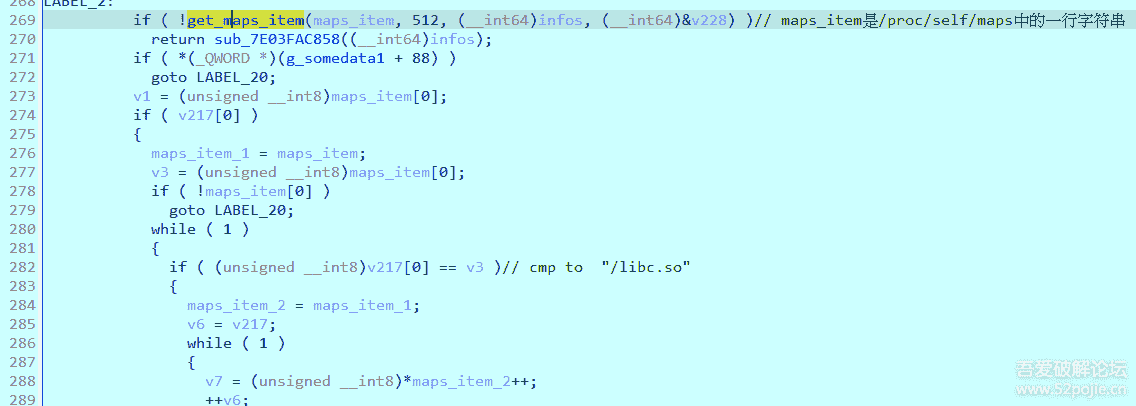 268 LABEL_2:
269 if ( !get_maps_item(maps_item, 512, (__int64)infos, (__int64)&v228) )// maps_item是/proc/self/maps中的一行字符串
270 return sub_7E03FAC858((__int64)infos);
271 if ( *(_QWORD *)(g_somedata1 + 88) )
272 goto LABEL_20;
273 v1 = (unsigned __int8)maps_item[0];
274 if ( v217[0] )
275 {
276 maps_item_1 = maps_item;
277 v3 = (unsigned __int8)maps_item[0];
278 if ( !maps_item[0] )
279 goto LABEL_20;
280 while ( 1 )
281 {
282 if ( (unsigned __int8)v217[0] == v3 )// cmp to  "/libc.so"
283 {
284 maps_item_2 = maps_item_1;
285 v6 = v217;
286 while ( 1 )
287 {
288 v7 = (unsigned __int8)*maps_item_2++;
289 ++v6;
吾爱破解论坛
www.52pojie.cn